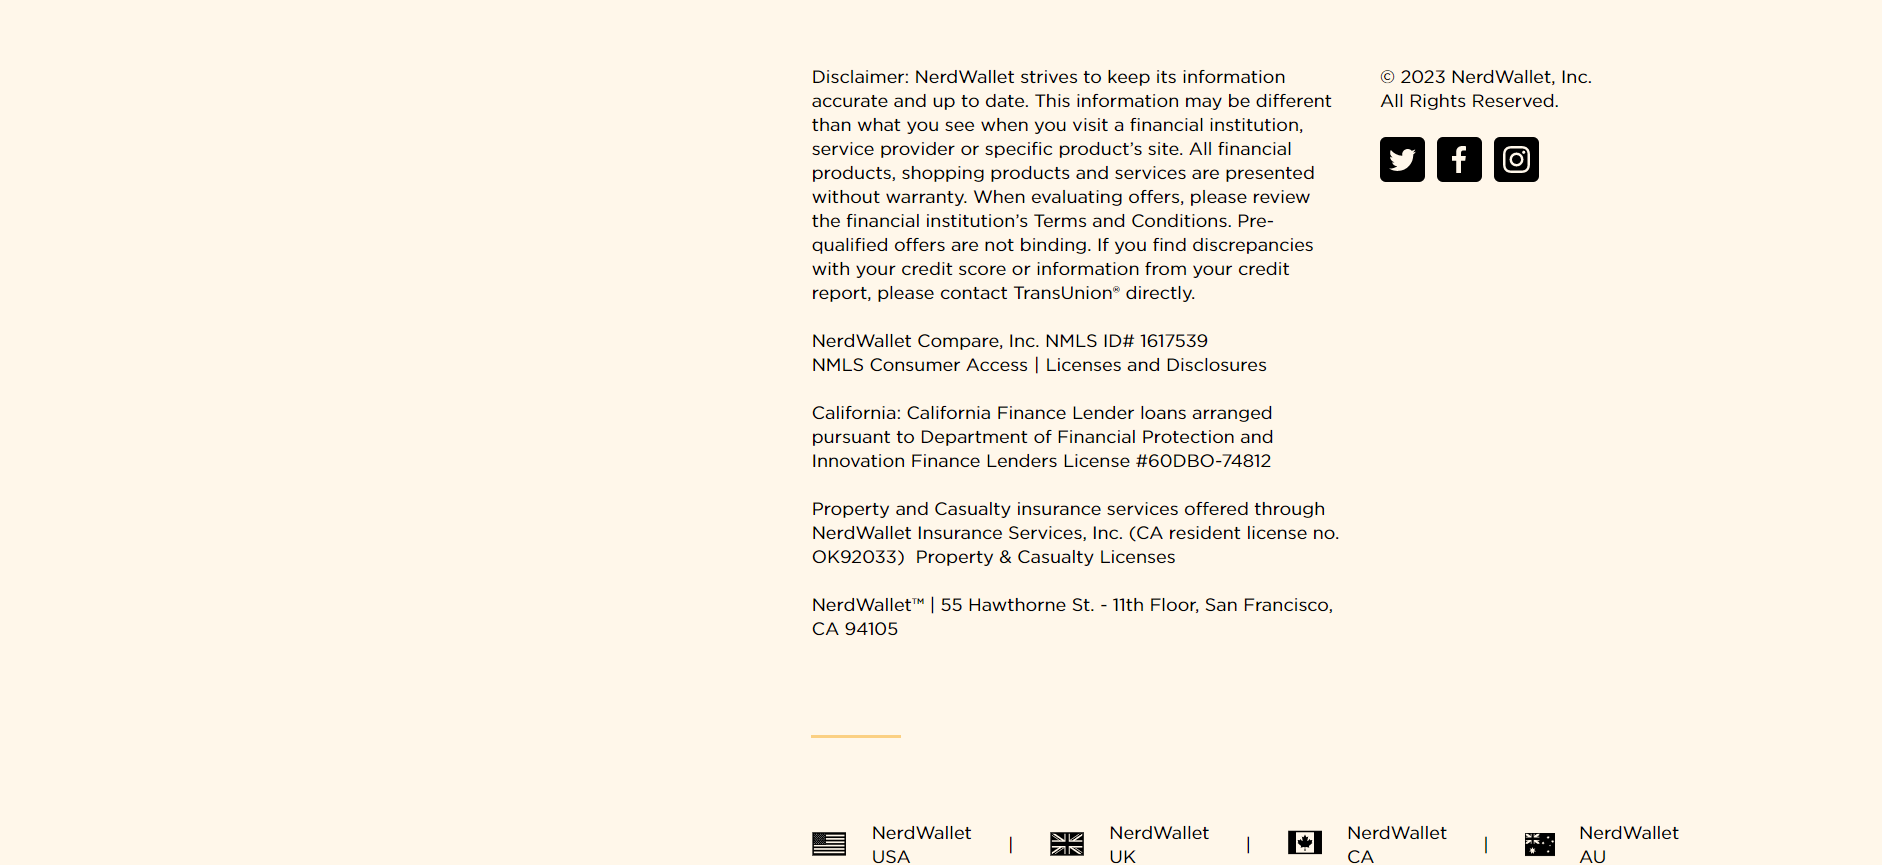 Disclaimer: NerdWallet strives to keep its information
accurate and up to date. This information may be different
than what you see when you visit a financial institution,
service provider or specific product’s site. All financial
products, shopping products and services are presented
without warranty. When evaluating offers, please review
the financial institution’s Terms and Conditions. Pre-
qualified offers are not binding. If you find discrepancies
with your credit score or information from your credit
report, please contact TransUnion® directly.
NerdWallet Compare, Inc. NMLS ID# 1617539
NMLS Consumer Access | Licenses and Disclosures
California: California Finance Lender loans arranged
pursuant to Department of Financial Protection and
Innovation Finance Lenders License #60DBO-74812
Property and Casualty insurance services offered through
NerdWallet Insurance Services, Inc. (CA resident license no.
OK92033)  Property & Casualty Licenses
NerdWallet™ | 55 Hawthorne St. - 11th Floor, San Francisco,
CA 94105
© 2023 NerdWallet, Inc.
All Rights Reserved.
NerdWallet
USA
|
NerdWallet
UK
|
NerdWallet
CA
|
NerdWallet
AU